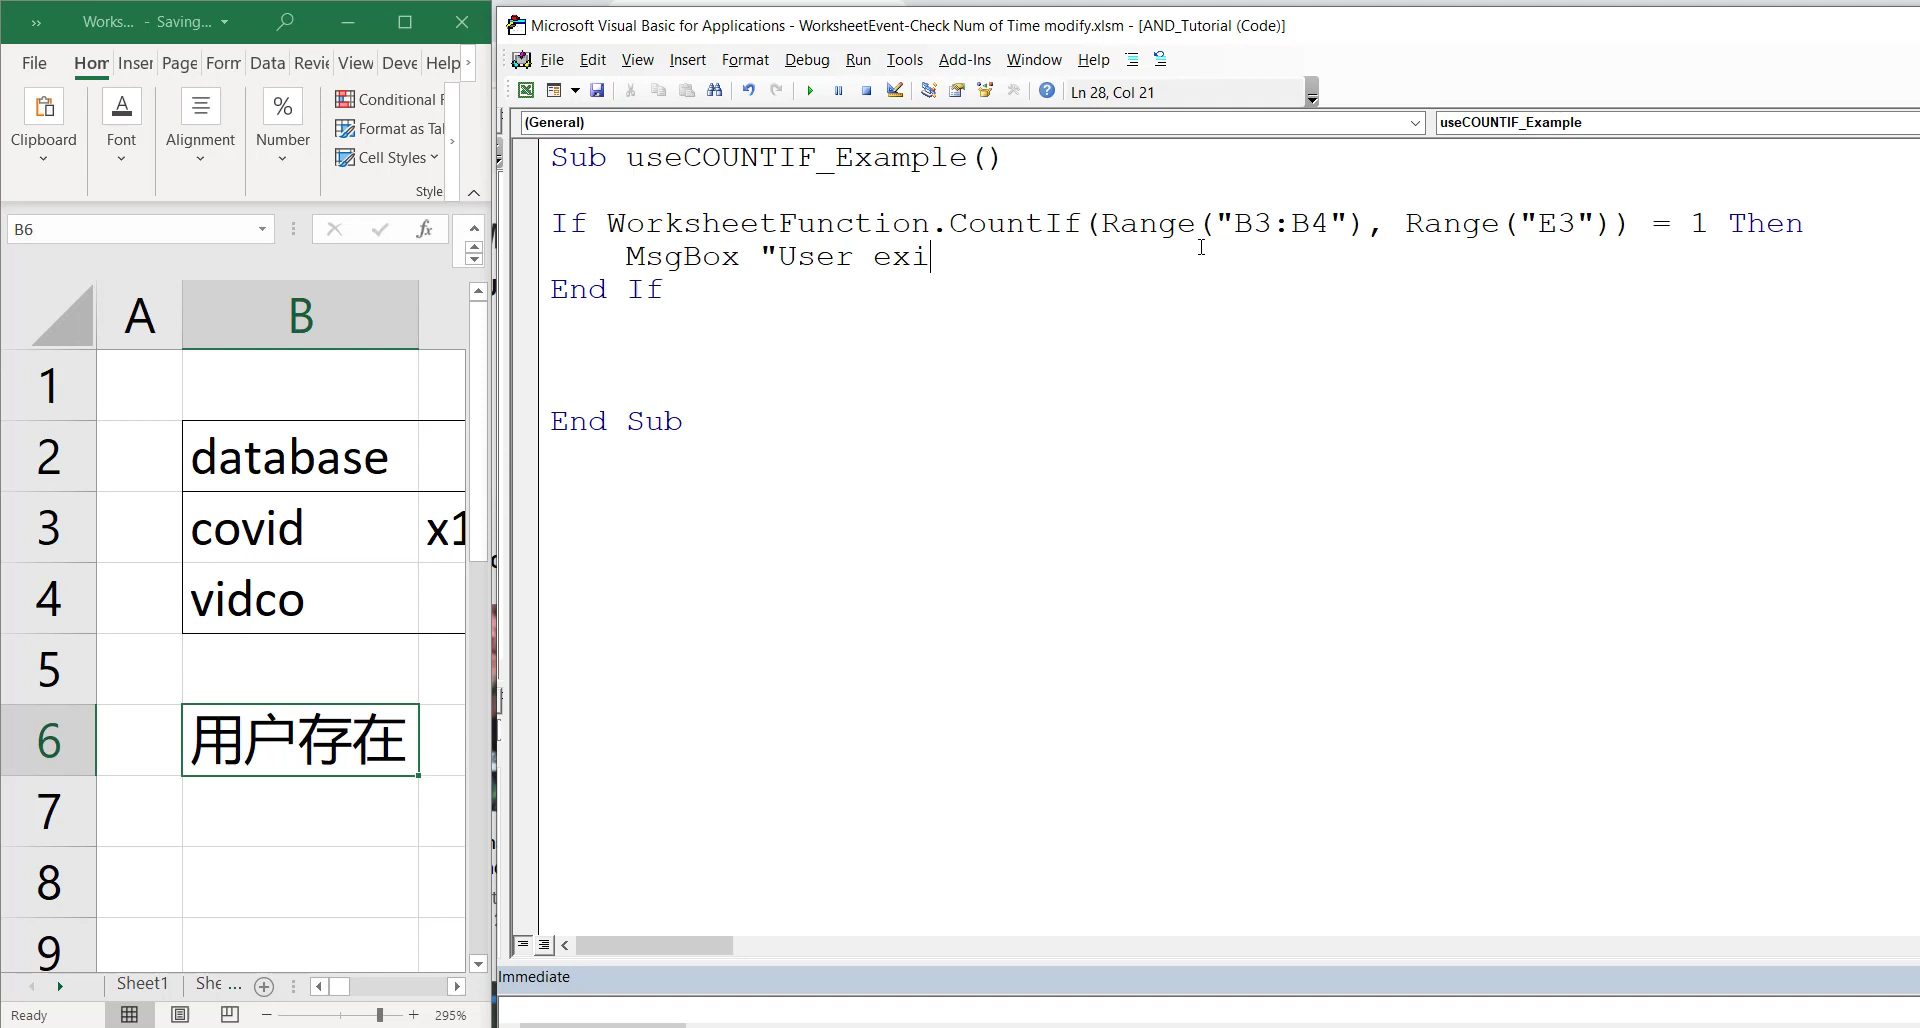 Works... - Saving...
Microsoft Visual Basic for Applications - WorksheetEvent-Check Num of Time modify.xlsm - [AND_Tutorial (Code)]
File Hom Inser Page Form Data Revie View Deve Help
File Edit View Insert Format Debug Run Tools Add-Ins Window Help
Ln 28, Col 21
Clipboard Font Alignment Number
Conditional F
Format as Tal
Cell Styles
Style
(General) useCOUNTIF_Example
B6
fx
Sub useCOUNTIF_Example()
If WorksheetFunction.CountIf(Range("B3:B4"), Range("E3")) = 1 Then
MsgBox "User exi
End If
End Sub
A B
1
2 database
3 covid x1
4 vidco
5
6 用户存在
7
8
9
Sheet1 She ...
Immediate
Ready 295%